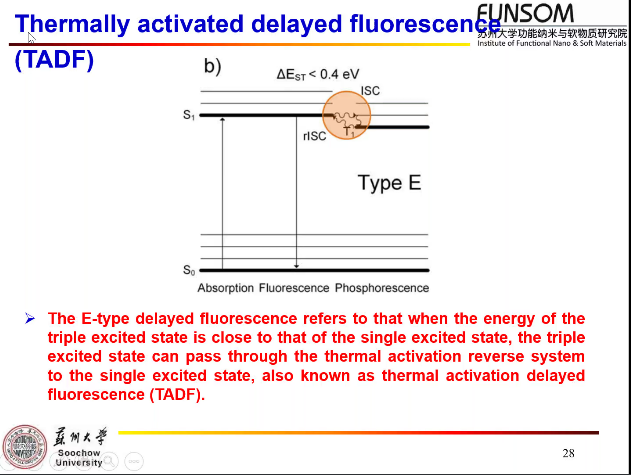 Thermally activated delayed fluorescence
(TADF)
FUNSOM
苏州大学功能纳米与软物质研究院
Institute of Functional Nano & Soft Materials
b)
ΔEST < 0.4 eV
ISC
S1
rISC
T1
Type E
S0
Absorption Fluorescence Phosphorescence
The E-type delayed fluorescence refers to that when the energy of the
triple excited state is close to that of the single excited state, the triple
excited state can pass through the thermal activation reverse system
to the single excited state, also known as thermal activation delayed
fluorescence (TADF).
蘇州大学
Soochow
University
28